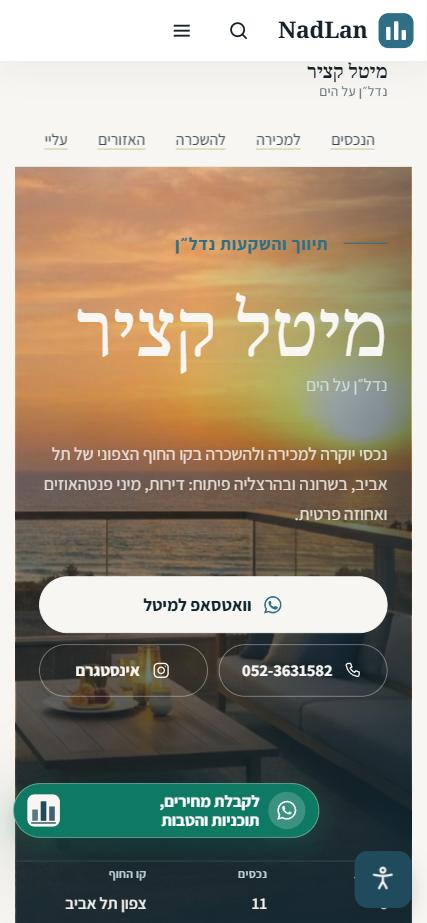 NadLan
מיטל קציר
נדל״ן על הים
הנכסים
למכירה
להשכרה
האזורים
עליי
תיווך והשקעות נדל״ן
מיטל קציר
נדל״ן על הים
נכסי יוקרה למכירה ולהשכרה בקו החוף הצפוני של תל
אביב, בשרונה ובהרצליה פיתוח: דירות, מיני פנטהאוזים
ואחוזה פרטית.
וואטסאפ למיטל
052-3631582
אינסטגרם
לקבלת מחירים,
תוכניות והטבות
נכסים
קו החוף
11
צפון תל אביב